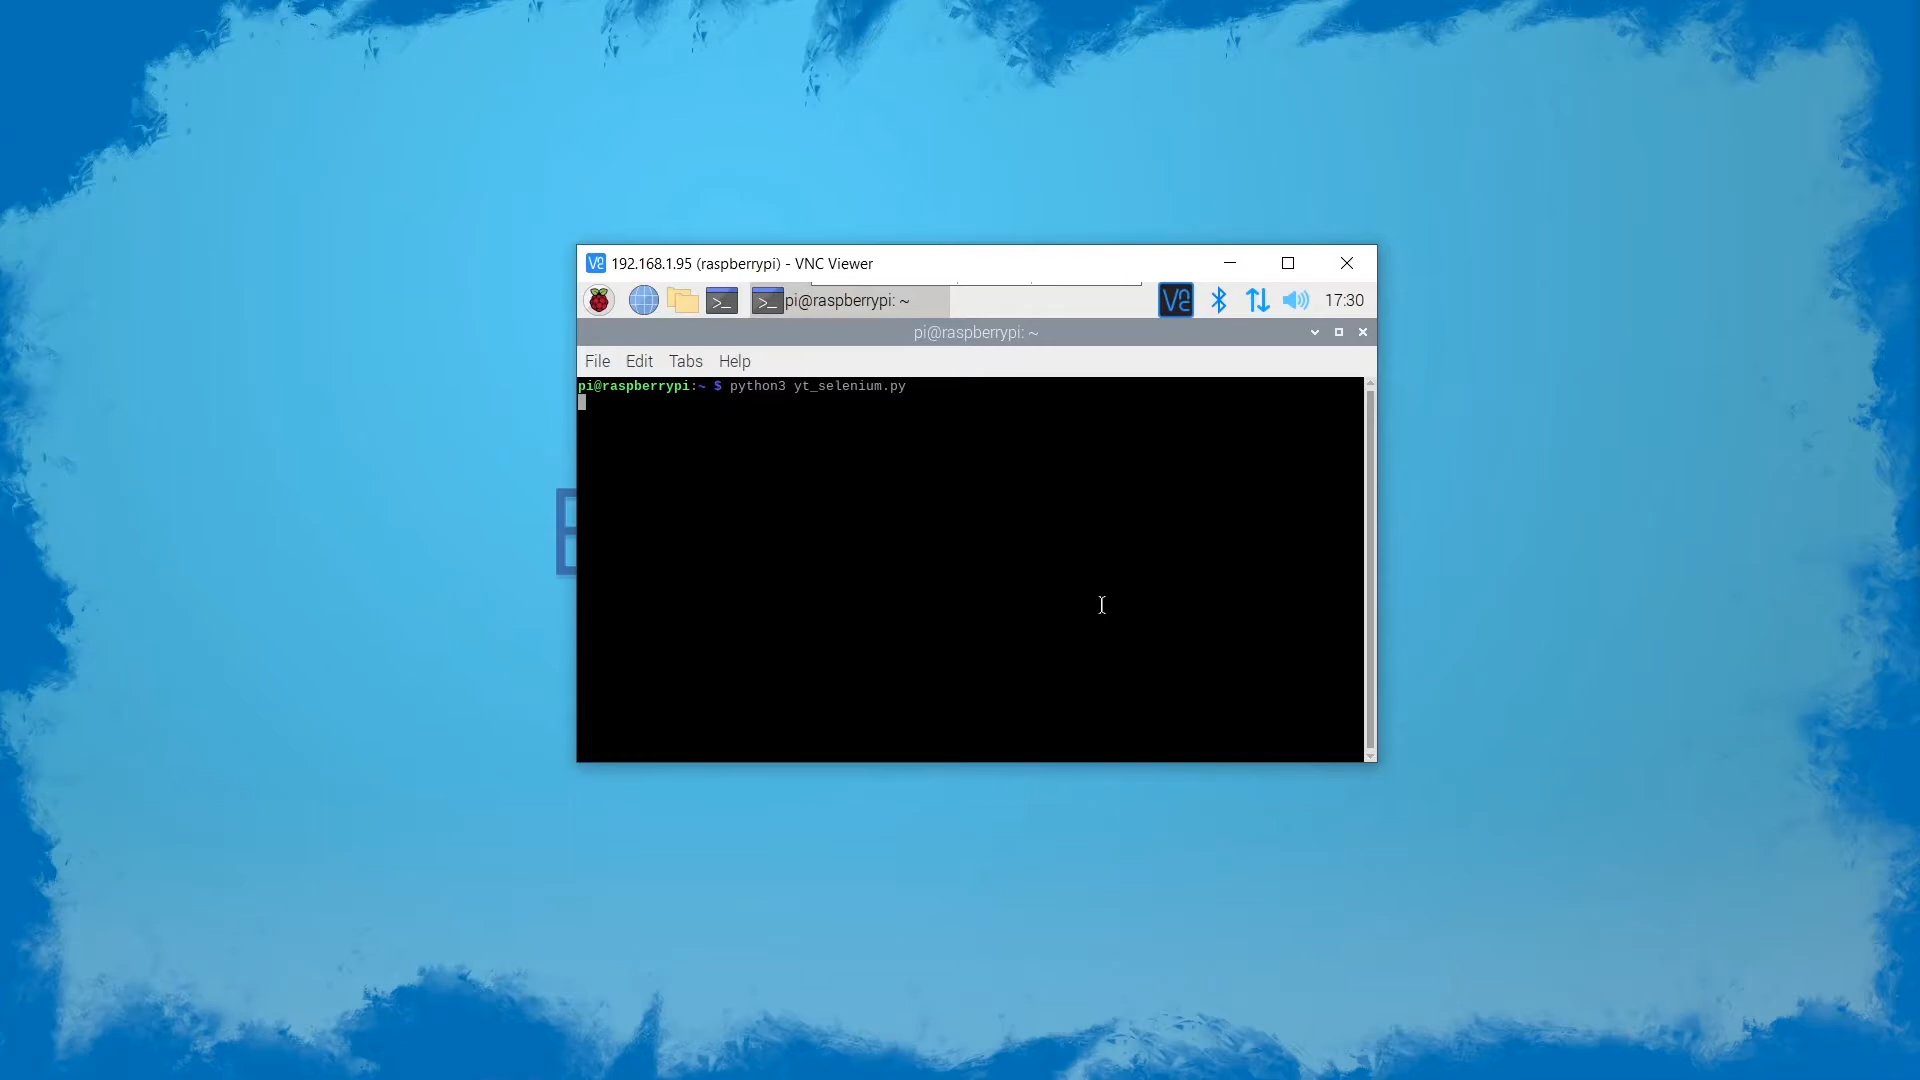 192.168.1.95 (raspberrypi) - VNC Viewer
pi@raspberrypi: ~
17:30
pi@raspberrypi: ~
File Edit Tabs Help
pi@raspberrypi:~ $ python3 yt_selenium.py